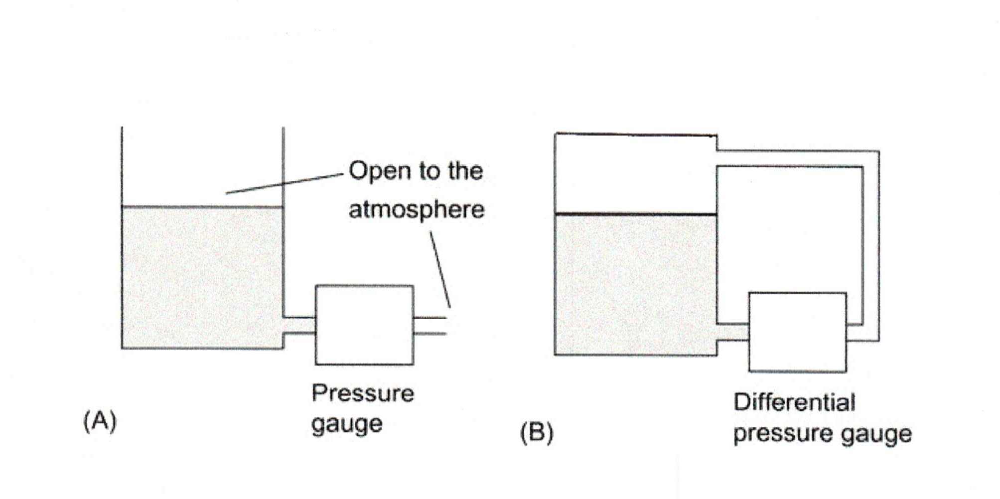 Open to the
atmosphere
Pressure
gauge
(A)
Differential
pressure gauge
(B)